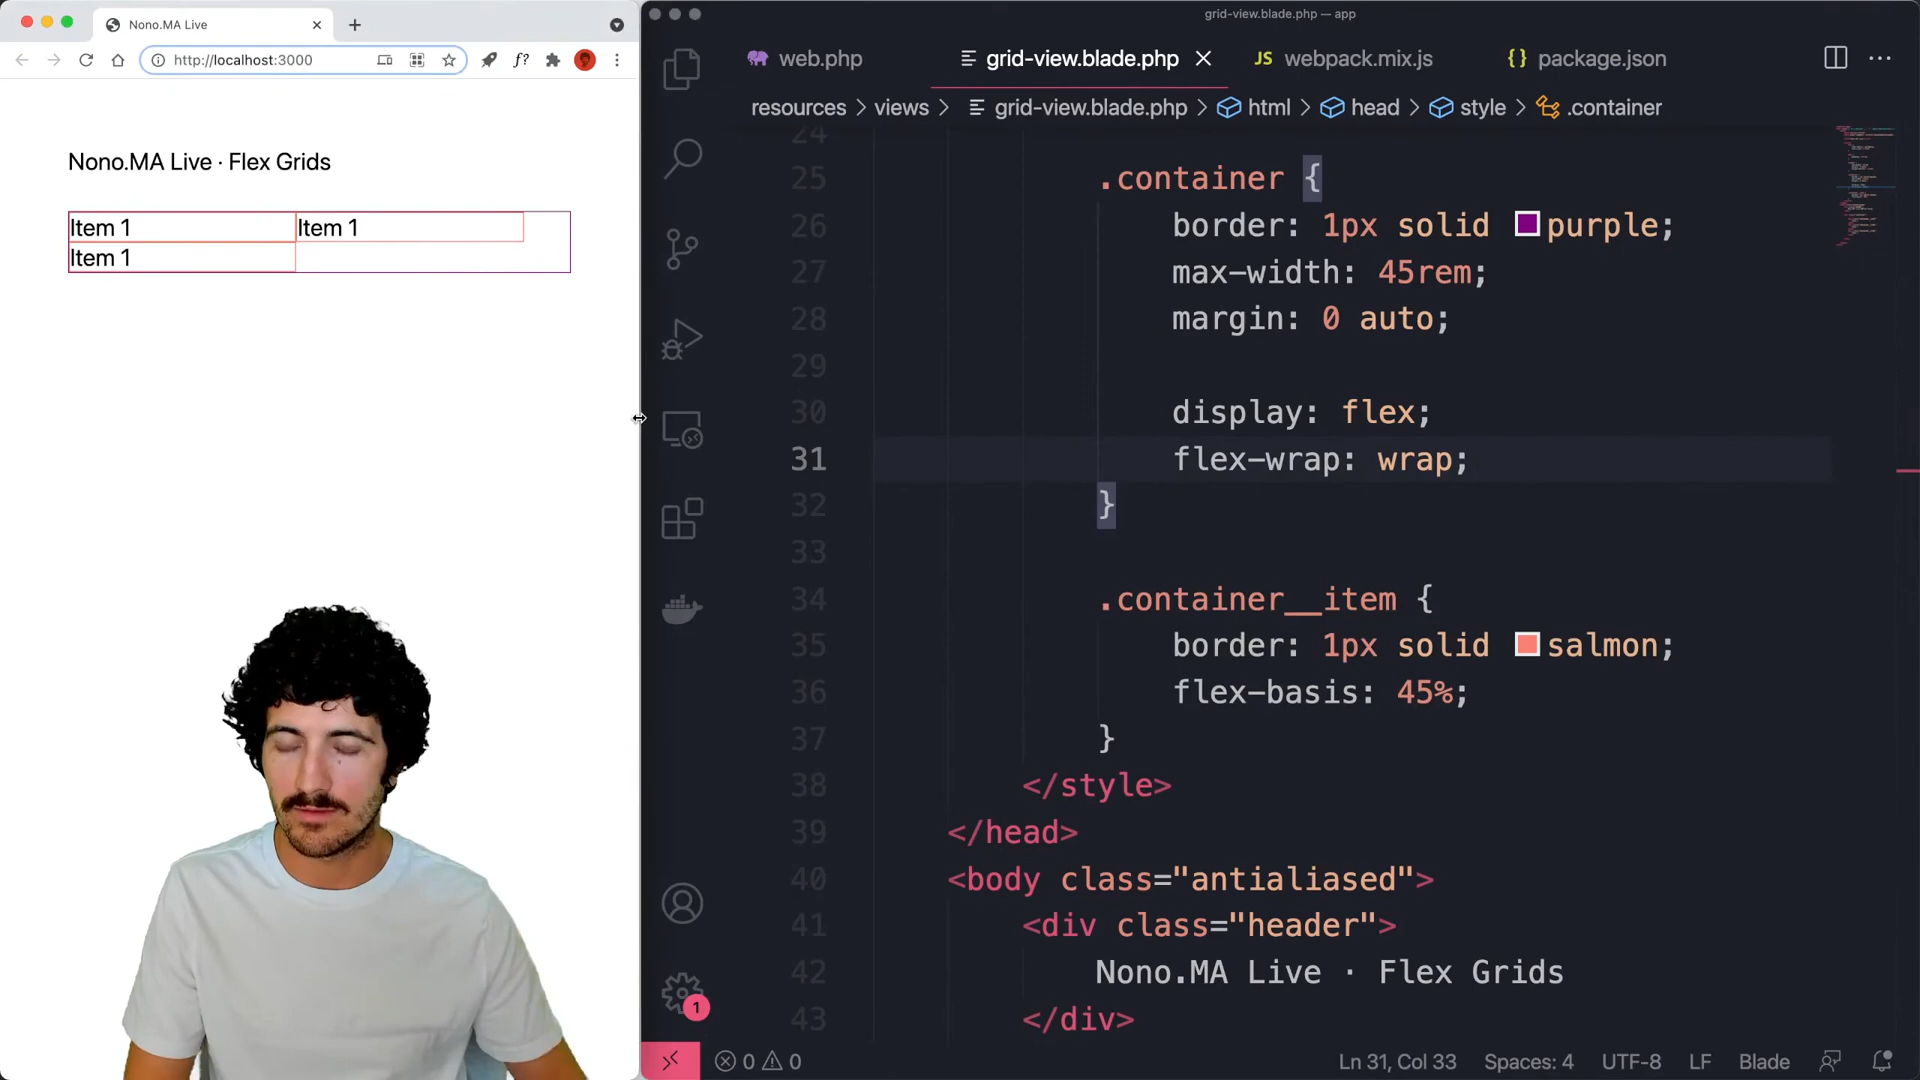 Nono.MA Live
http://localhost:3000
f?
Nono.MA Live · Flex Grids
Item 1
Item 1
Item 1
grid-view.blade.php — app
web.php
grid-view.blade.php
JS webpack.mix.js
{} package.json
resources > views > grid-view.blade.php > html > head > style > .container
24
25 .container {
26 border: 1px solid purple;
27 max-width: 45rem;
28 margin: 0 auto;
29
30 display: flex;
31 flex-wrap: wrap;
32 }
33
34 .container__item {
35 border: 1px solid salmon;
36 flex-basis: 45%;
37 }
38 </style>
39 </head>
40 <body class="antialiased">
41 <div class="header">
42 Nono.MA Live · Flex Grids
43 </div>
1
0 0
Ln 31, Col 33
Spaces: 4
UTF-8
LF
Blade